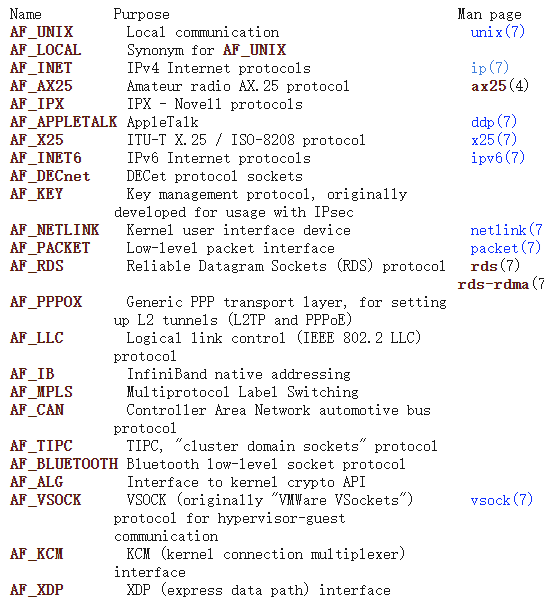 Name Purpose Man page
AF_UNIX Local communication unix(7)
AF_LOCAL Synonym for AF_UNIX
AF_INET IPv4 Internet protocols ip(7)
AF_AX25 Amateur radio AX.25 protocol ax25(4)
AF_IPX IPX - Novell protocols
AF_APPLETALK AppleTalk ddp(7)
AF_X25 ITU-T X.25 / ISO-8208 protocol x25(7)
AF_INET6 IPv6 Internet protocols ipv6(7)
AF_DECnet DECet protocol sockets
AF_KEY Key management protocol, originally
developed for usage with IPsec
AF_NETLINK Kernel user interface device netlink(7
AF_PACKET Low-level packet interface packet(7)
AF_RDS Reliable Datagram Sockets (RDS) protocol rds(7)
rds-rdma(7
AF_PPPOX Generic PPP transport layer, for setting
up L2 tunnels (L2TP and PPPoE)
AF_LLC Logical link control (IEEE 802.2 LLC)
protocol
AF_IB InfiniBand native addressing
AF_MPLS Multiprotocol Label Switching
AF_CAN Controller Area Network automotive bus
protocol
AF_TIPC TIPC, "cluster domain sockets" protocol
AF_BLUETOOTH Bluetooth low-level socket protocol
AF_ALG Interface to kernel crypto API
AF_VSOCK VSOCK (originally "VMWare VSockets") vsock(7)
protocol for hypervisor-guest
communication
AF_KCM KCM (kernel connection multiplexer)
interface
AF_XDP XDP (express data path) interface